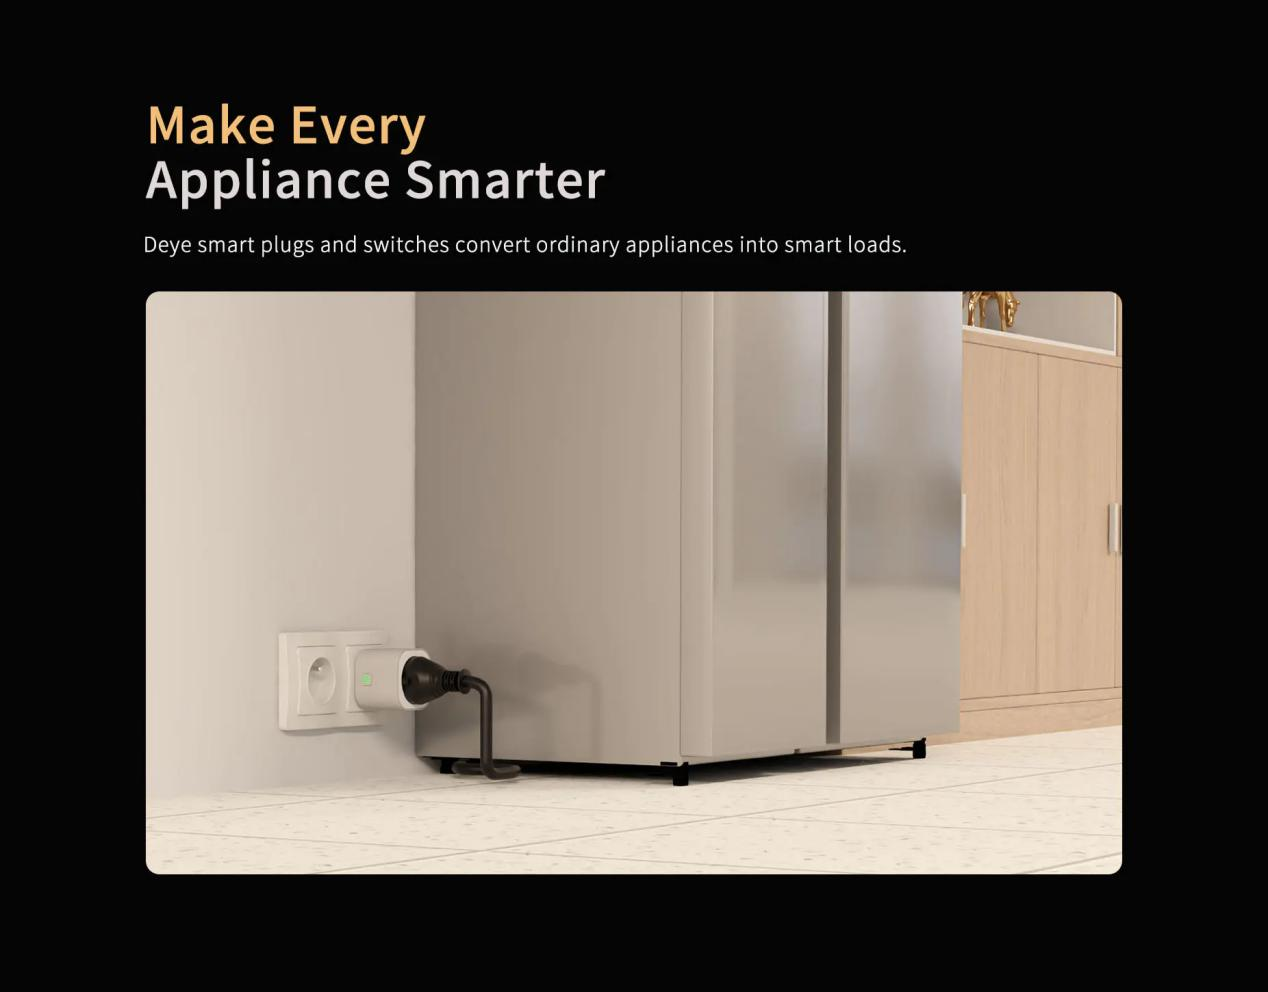 Make Every
Appliance Smarter
Deye smart plugs and switches convert ordinary appliances into smart loads.